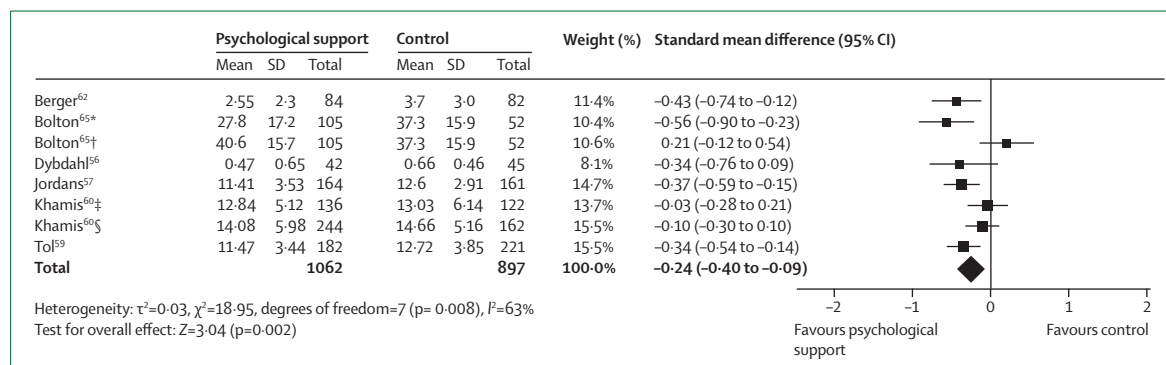 Psychological support Control Weight (%) Standard mean difference (95% CI)
Mean SD Total Mean SD Total
Berger⁶² 2·55 2·3 84 3·7 3·0 82 11·4% –0·43 (–0·74 to –0·12)
Bolton⁶⁵* 27·8 17·2 105 37·3 15·9 52 10·4% –0·56 (–0·90 to –0·23)
Bolton⁶⁵† 40·6 15·7 105 37·3 15·9 52 10·6% 0·21 (–0·12 to 0·54)
Dybdahl⁵⁶ 0·47 0·65 42 0·66 0·46 45 8·1% –0·34 (–0·76 to 0·09)
Jordans⁵⁷ 11·41 3·53 164 12·6 2·91 161 14·7% –0·37 (–0·59 to –0·15)
Khamis⁶⁰‡ 12·84 5·12 136 13·03 6·14 122 13·7% –0·03 (–0·28 to 0·21)
Khamis⁶⁰§ 14·08 5·98 244 14·66 5·16 162 15·5% –0·10 (–0·30 to 0·10)
Tol⁵⁹ 11·47 3·44 182 12·72 3·85 221 15·5% –0·34 (–0·54 to –0·14)
Total 1062 897 100·0% –0·24 (–0·40 to –0·09)
Heterogeneity: τ²=0·03, χ²=18·95, degrees of freedom=7 (p= 0·008), I²=63%
Test for overall effect: Z=3·04 (p=0·002)
–2 –1 0 1 2
Favours psychological support
Favours control